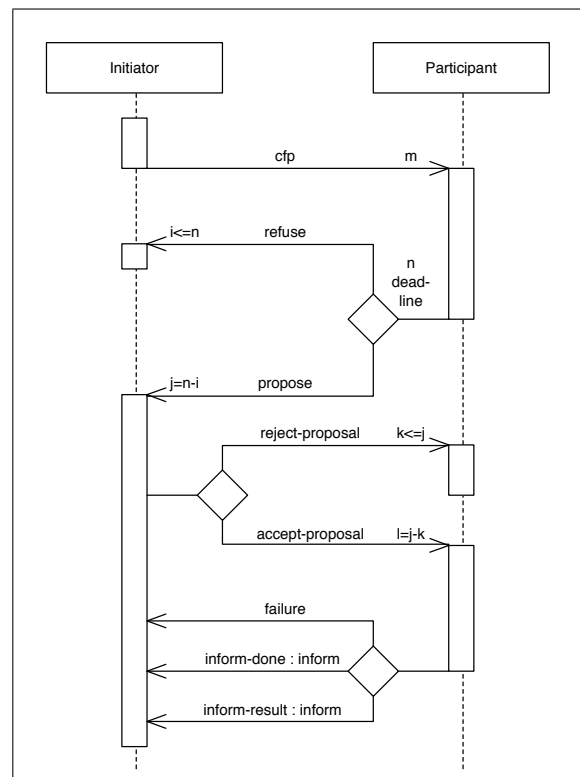 Initiator
Participant
cfp
m
i<=n
refuse
n
dead-
line
j=n-i
propose
reject-proposal
k<=j
accept-proposal
l=j-k
failure
inform-done : inform
inform-result : inform